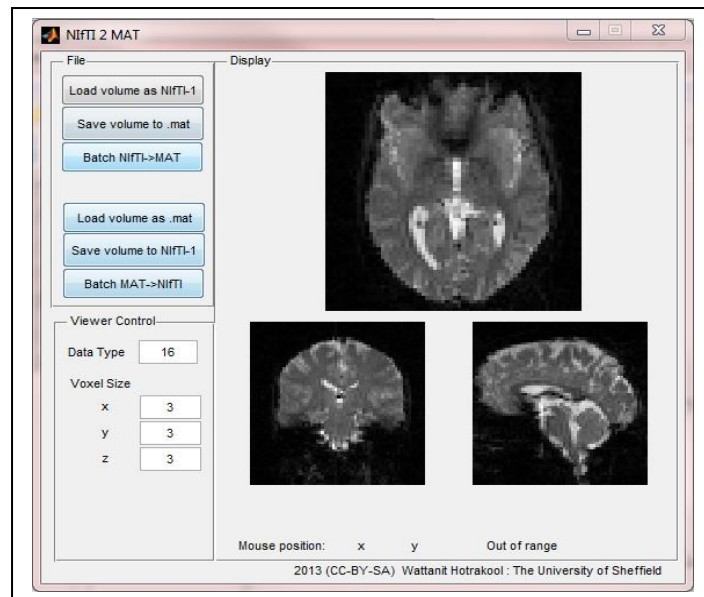 NIfTI 2 MAT
File
Load volume as NIfTI-1
Save volume to .mat
Batch NIfTI->MAT
Load volume as .mat
Save volume to NIfTI-1
Batch MAT->NIfTI
Viewer Control
Data Type 16
Voxel Size
x 3
y 3
z 3
Display
Mouse position: x y Out of range
2013 (CC-BY-SA) Wattanit Hotrakool : The University of Sheffield